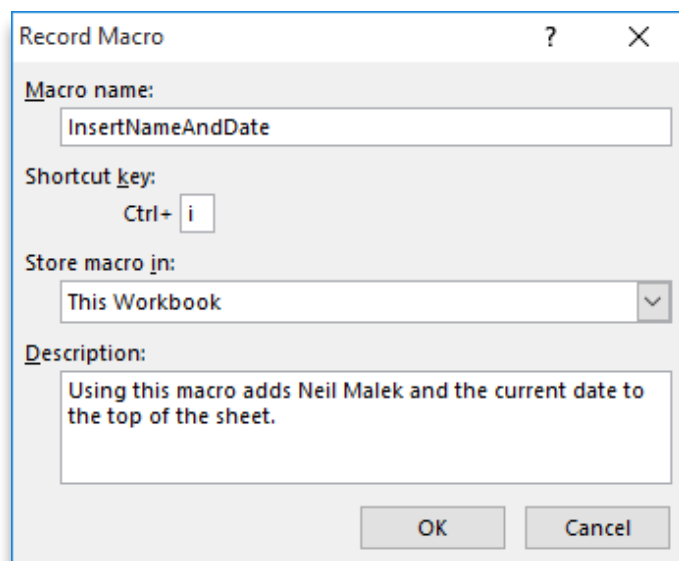 Record Macro ?
Macro name:
InsertNameAndDate
Shortcut key:
Ctrl+ i
Store macro in:
This Workbook
Description:
Using this macro adds Neil Malek and the current date to
the top of the sheet.
OK Cancel